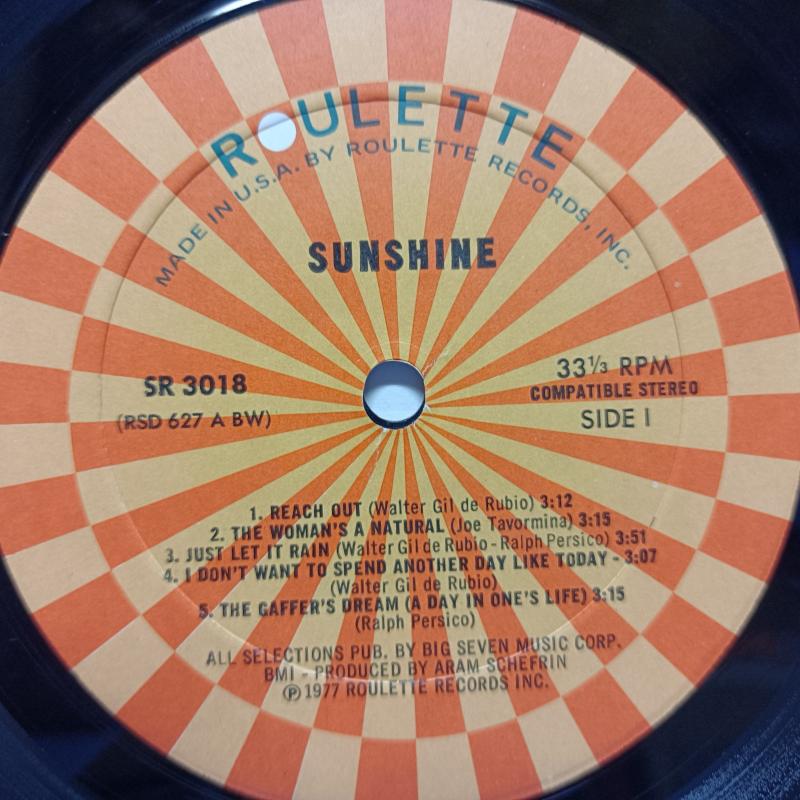 ROULETTE
MADE IN U.S.A. BY ROULETTE RECORDS, INC.
SUNSHINE
SR 3018
(RSD 627 A BW)
33⅓ RPM
COMPATIBLE STEREO
SIDE I
1. REACH OUT (Walter Gil de Rubio) 3:12
2. THE WOMAN'S A NATURAL (Joe Tavormina) 3:15
3. JUST LET IT RAIN (Walter Gil de Rubio - Ralph Persico) 3:51
4. I DON'T WANT TO SPEND ANOTHER DAY LIKE TODAY - 3:07
(Walter Gil de Rubio)
5. THE GAFFER'S DREAM (A DAY IN ONE'S LIFE) 3:15
(Ralph Persico)
ALL SELECTIONS PUB. BY BIG SEVEN MUSIC CORP.
BMI - PRODUCED BY ARAM SCHEFRIN
Ⓟ 1977 ROULETTE RECORDS INC.